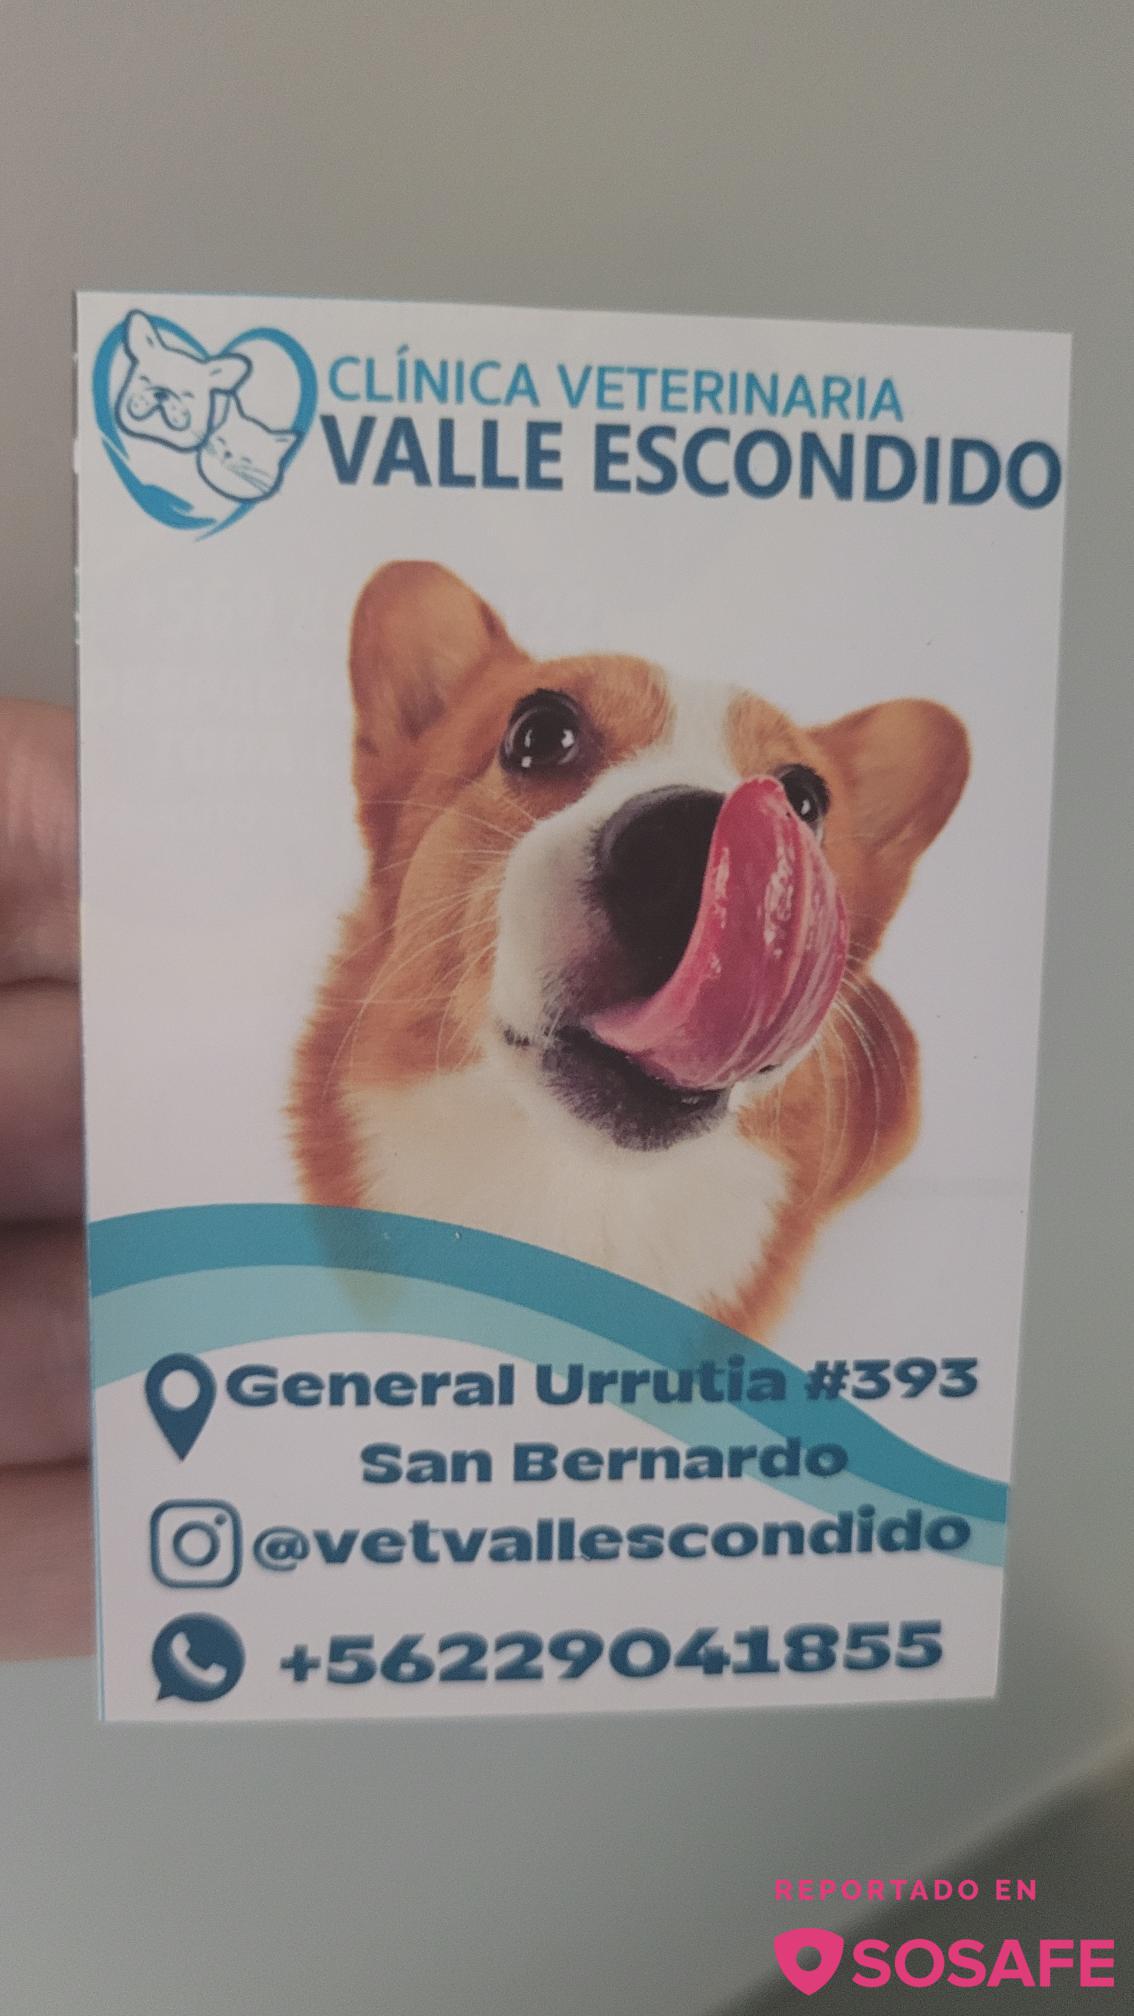 CLÍNICA VETERINARIA
VALLE ESCONDIDO
General Urrutia #393
San Bernardo
@vetvallescondido
+56229041855
REPORTADO EN
SOSAFE